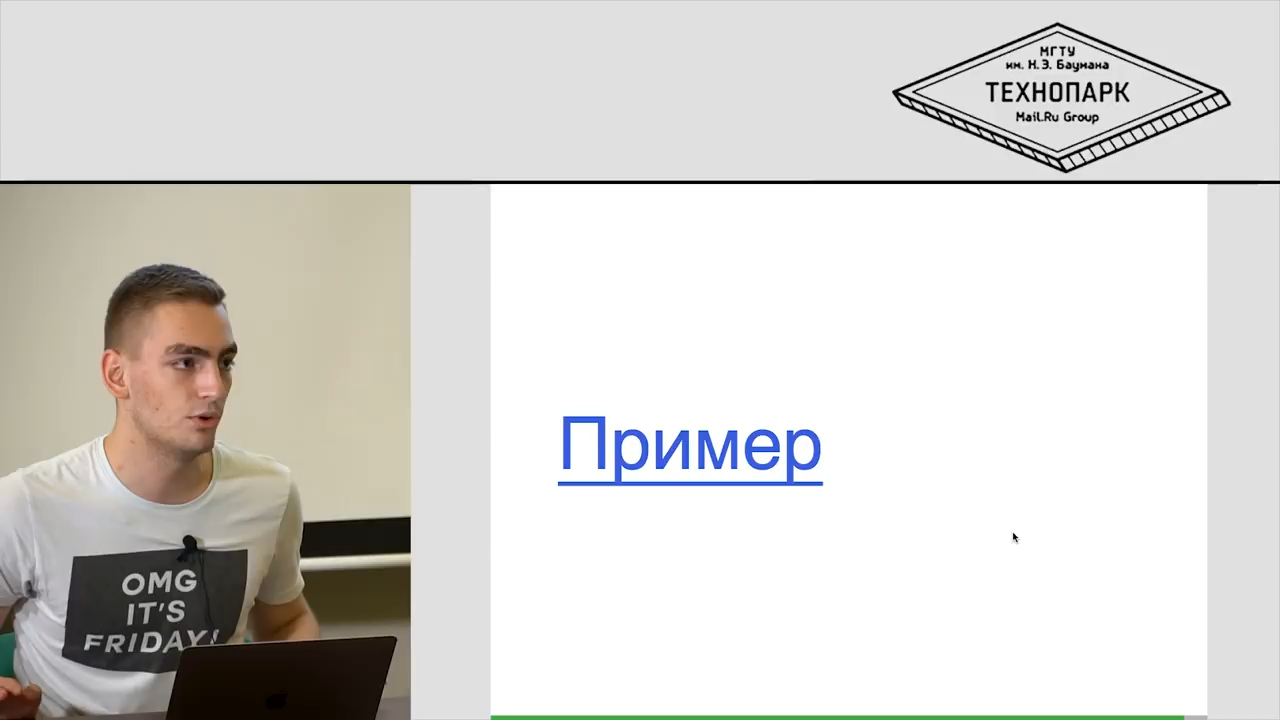 МГТУ
им. Н.Э. Баумана
ТЕХНОПАРК
Mail.Ru Group
Пример
OMG
IT'S
FRIDAY!